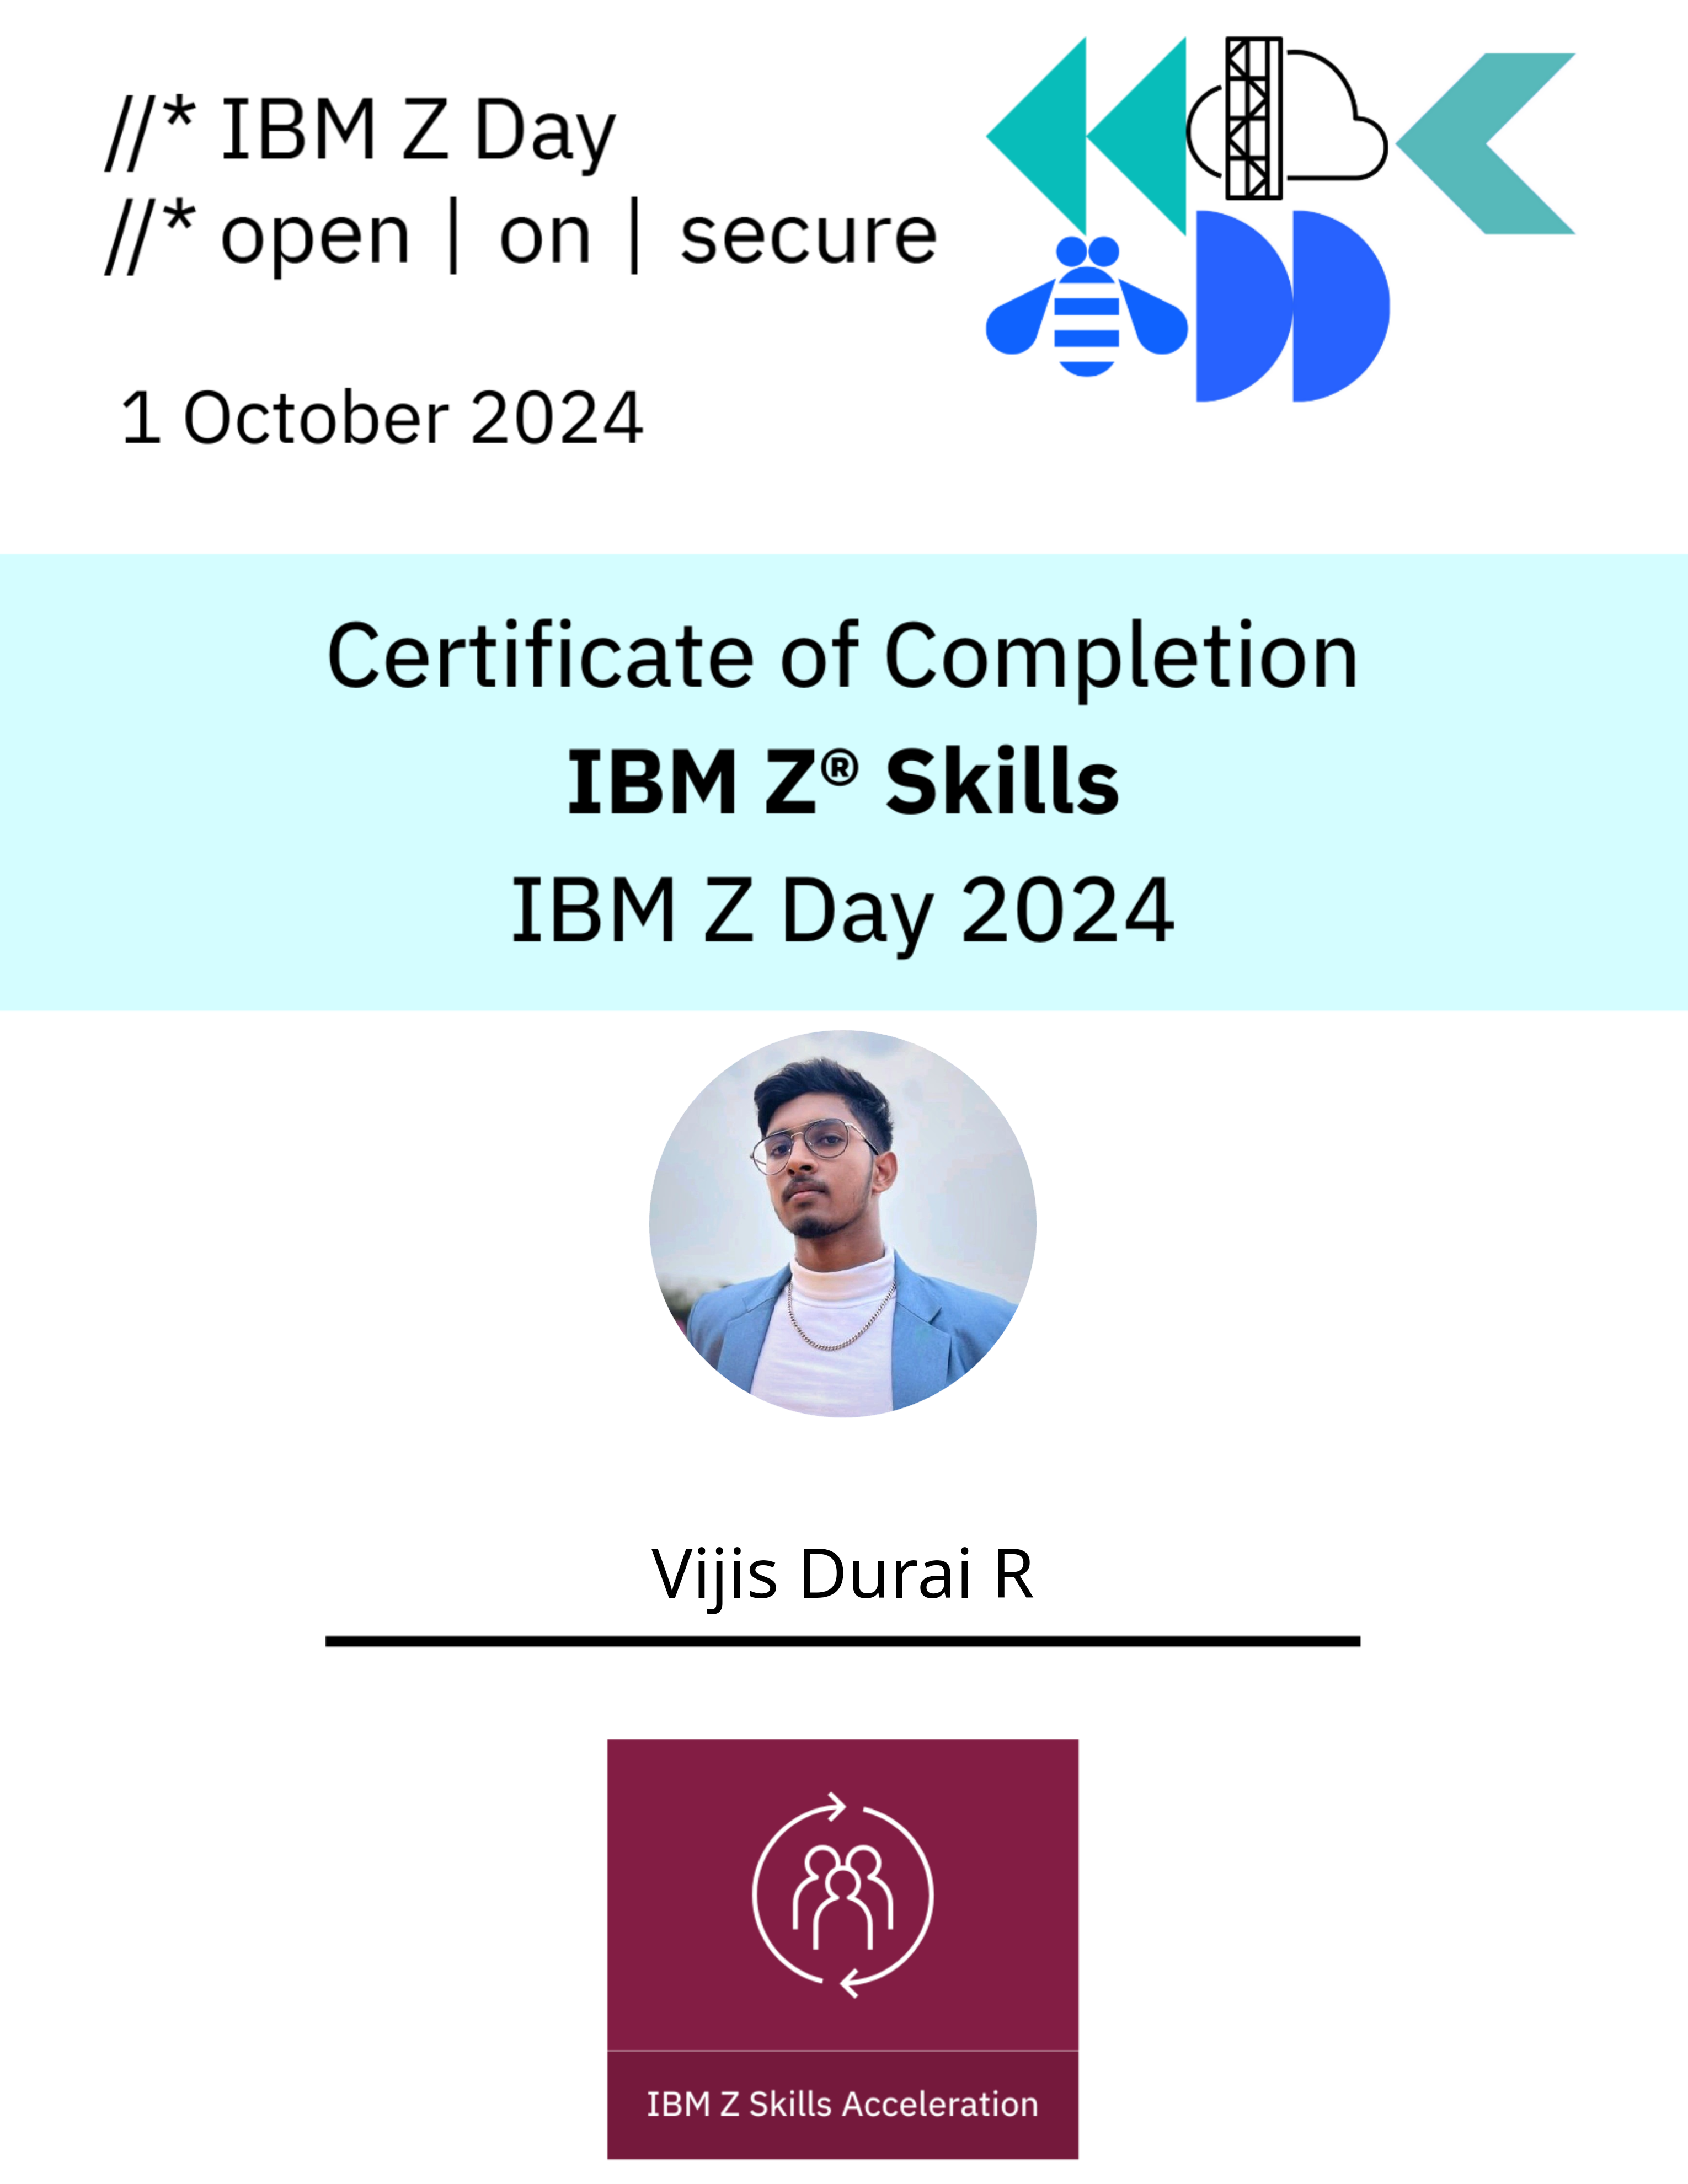 //* IBM Z Day
//* open | on | secure
1 October 2024
Certificate of Completion
IBM Z® Skills
IBM Z Day 2024
Vijis Durai R
IBM Z Skills Acceleration